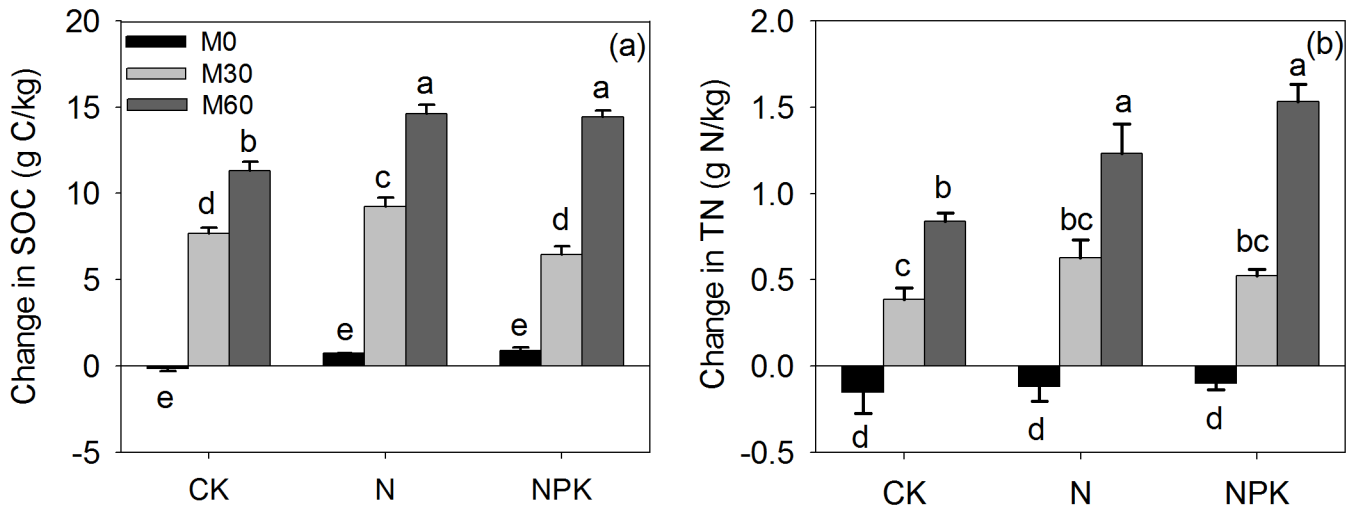 Change in SOC (g C/kg)
20
15
10
5
0
-5
M0
M30
M60
(a)
e
d
b
e
c
a
e
d
a
CK
N
NPK
Change in TN (g N/kg)
2.0
1.5
1.0
0.5
0.0
-0.5
(b)
d
c
b
d
bc
a
d
bc
a
CK
N
NPK